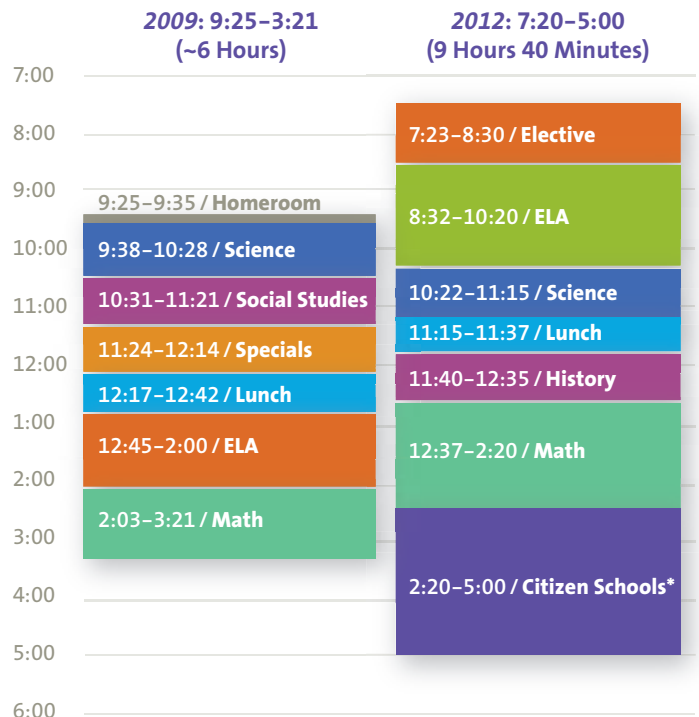 2009: 9:25–3:21
(~6 Hours)
2012: 7:20–5:00
(9 Hours 40 Minutes)
7:00
8:00
9:00
10:00
11:00
12:00
1:00
2:00
3:00
4:00
5:00
6:00
9:25–9:35 / Homeroom
9:38–10:28 / Science
10:31–11:21 / Social Studies
11:24–12:14 / Specials
12:17–12:42 / Lunch
12:45–2:00 / ELA
2:03–3:21 / Math
7:23–8:30 / Elective
8:32–10:20 / ELA
10:22–11:15 / Science
11:15–11:37 / Lunch
11:40–12:35 / History
12:37–2:20 / Math
2:20–5:00 / Citizen Schools*